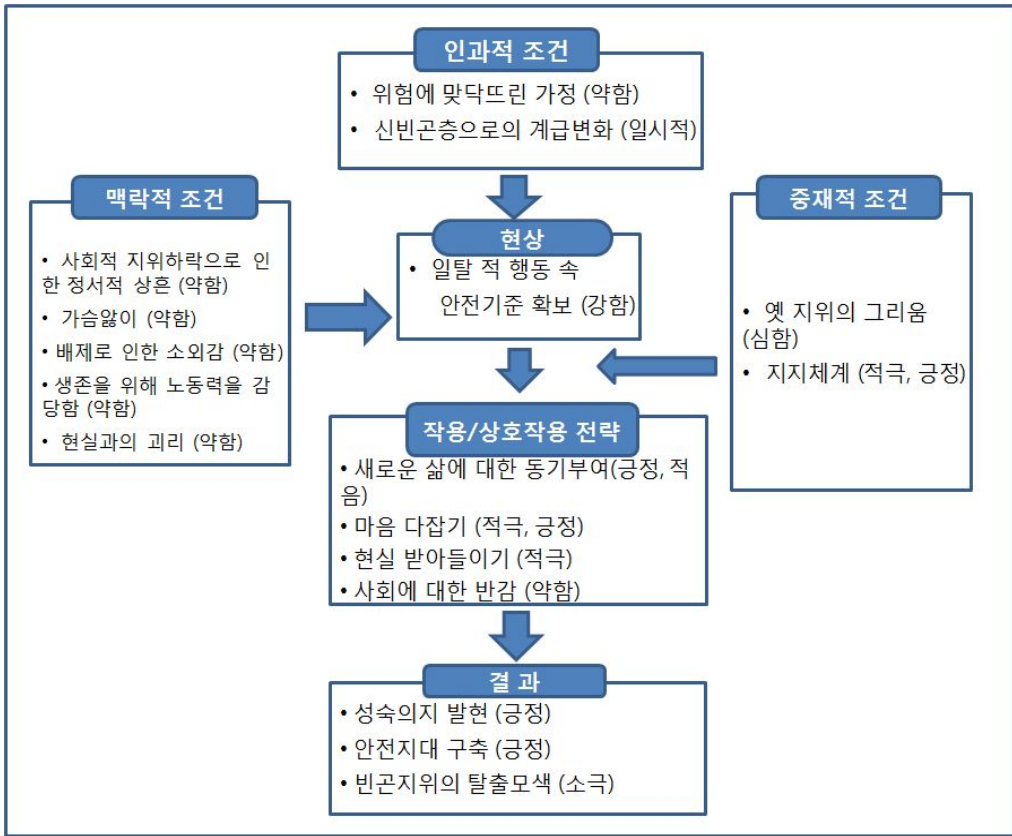 인과적 조건
• 위험에 맞닥뜨린 가정 (약함)
• 신빈곤층으로의 계급변화 (일시적)
맥락적 조건
• 사회적 지위하락으로 인
한 정서적 상흔 (약함)
• 가슴앓이 (약함)
• 배제로 인한 소외감 (약함)
• 생존을 위해 노동력을 감
당함 (약함)
• 현실과의 괴리 (약함)
현상
• 일탈 적 행동 속
안전기준 확보 (강함)
중재적 조건
• 옛 지위의 그리움
(심함)
• 지지체계 (적극, 긍정)
작용/상호작용 전략
• 새로운 삶에 대한 동기부여(긍정, 적
음)
• 마음 다잡기 (적극, 긍정)
• 현실 받아들이기 (적극)
• 사회에 대한 반감 (약함)
결 과
• 성숙의지 발현 (긍정)
• 안전지대 구축 (긍정)
• 빈곤지위의 탈출모색 (소극)